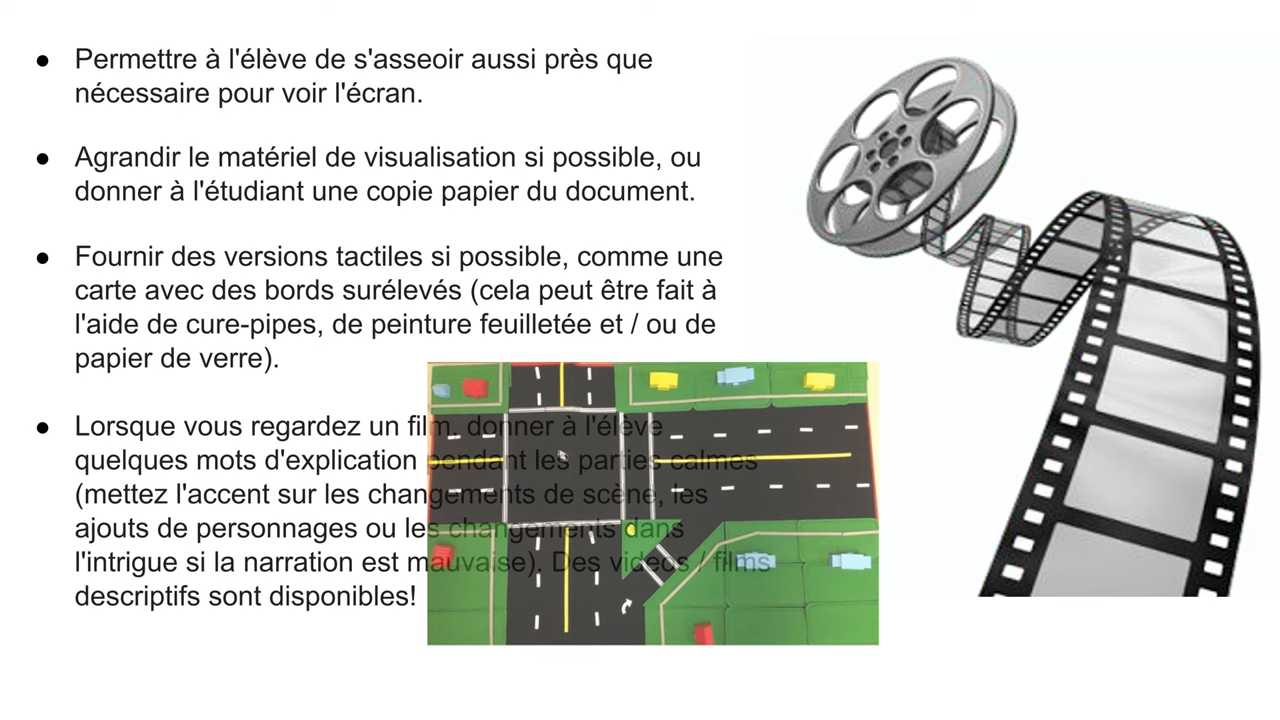 ● Permettre à l'élève de s'asseoir aussi près que
nécessaire pour voir l'écran.
● Agrandir le matériel de visualisation si possible, ou
donner à l'étudiant une copie papier du document.
● Fournir des versions tactiles si possible, comme une
carte avec des bords surélevés (cela peut être fait à
l'aide de cure-pipes, de peinture feuilletée et / ou de
papier de verre).
● Lorsque vous regardez un film, donner à l'élève
quelques mots d'explication pendant les parties calmes
(mettez l'accent sur les changements de scène, les
ajouts de personnages ou les changements dans
l'intrigue si la narration est mauvaise). Des videos / films
descriptifs sont disponibles!